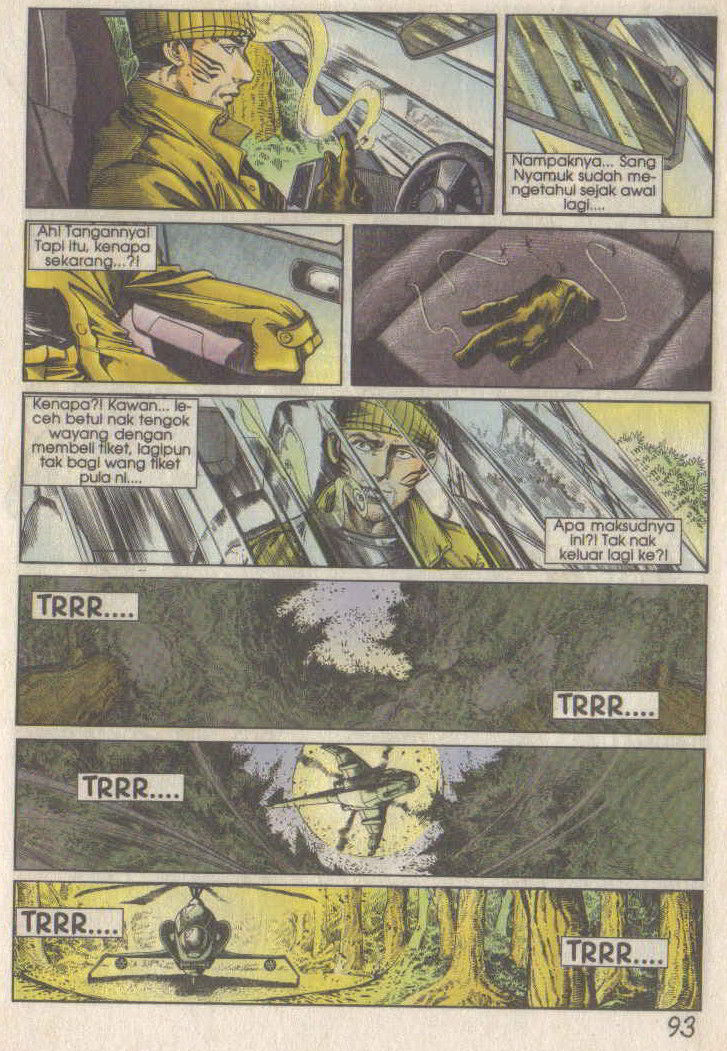 Nampaknya... Sang
Nyamuk sudah me-
ngetahui sejak awal
lagi....
Ah! Tangannya!
Tapi itu, kenapa
sekarang...?!
Kenapa?! Kawan... le-
ceh betul nak tengok
wayang dengan
membeli tiket, lagipun
tak bagi wang tiket
pula ni....
Apa maksudnya
ini?! Tak nak
keluar lagi ke?!
TRRR....
TRRR....
TRRR....
TRRR....
TRRR....
93